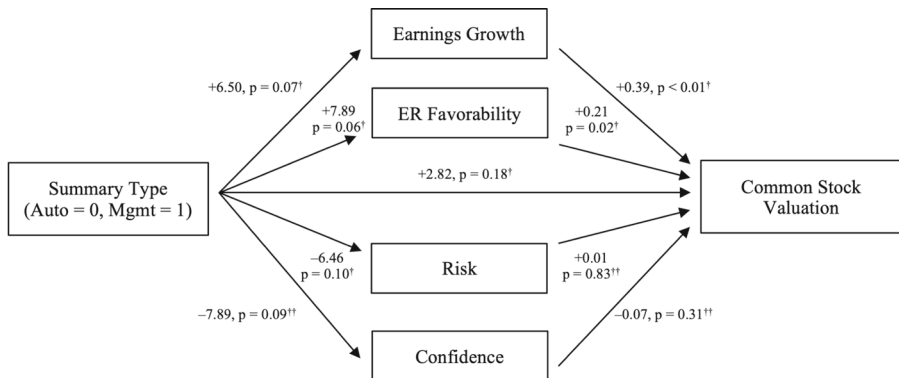 Earnings Growth
+6.50, p = 0.07†
+0.39, p < 0.01†
ER Favorability
+7.89
p = 0.06†
+0.21
p = 0.02†
Summary Type
(Auto = 0, Mgmt = 1)
+2.82, p = 0.18†
Common Stock
Valuation
–6.46
p = 0.10†
Risk
+0.01
p = 0.83††
–7.89, p = 0.09††
–0.07, p = 0.31††
Confidence